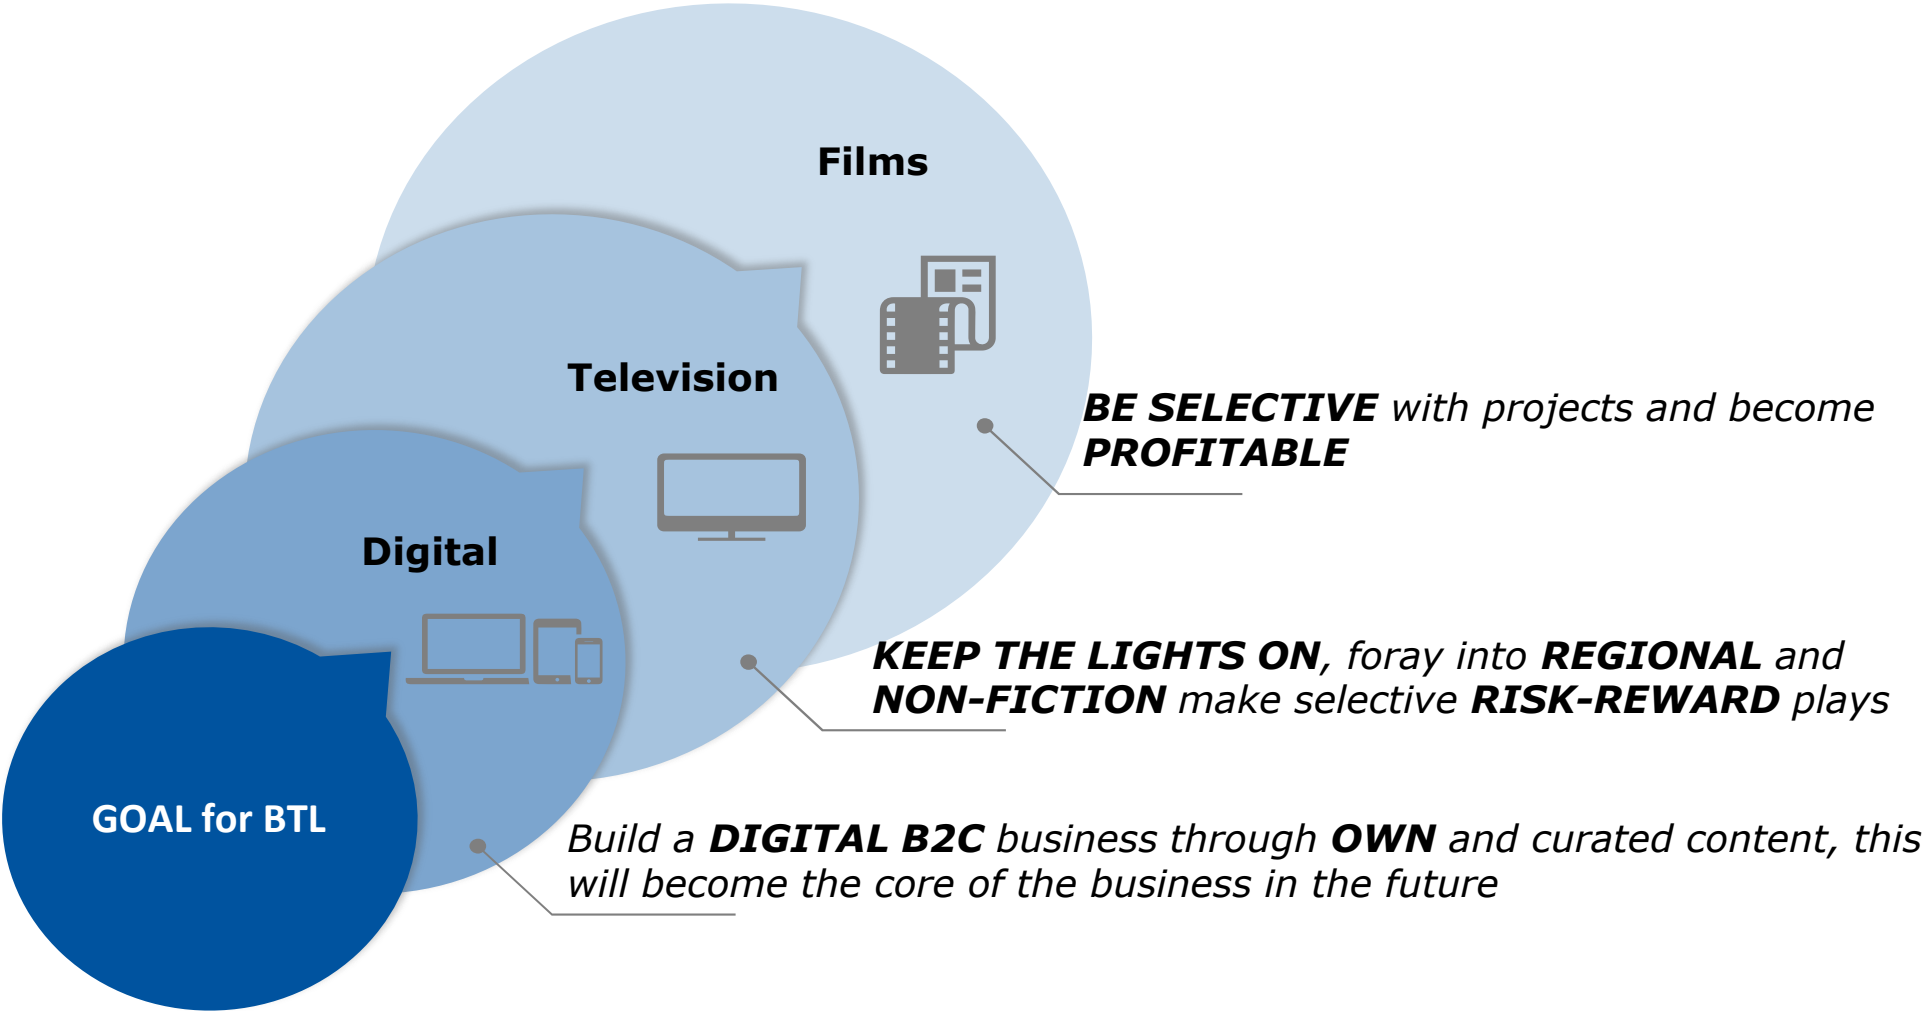 Films
BE SELECTIVE with projects and become
PROFITABLE
Television
KEEP THE LIGHTS ON, foray into REGIONAL and
NON-FICTION make selective RISK-REWARD plays
Digital
GOAL for BTL
Build a DIGITAL B2C business through OWN and curated content, this
will become the core of the business in the future